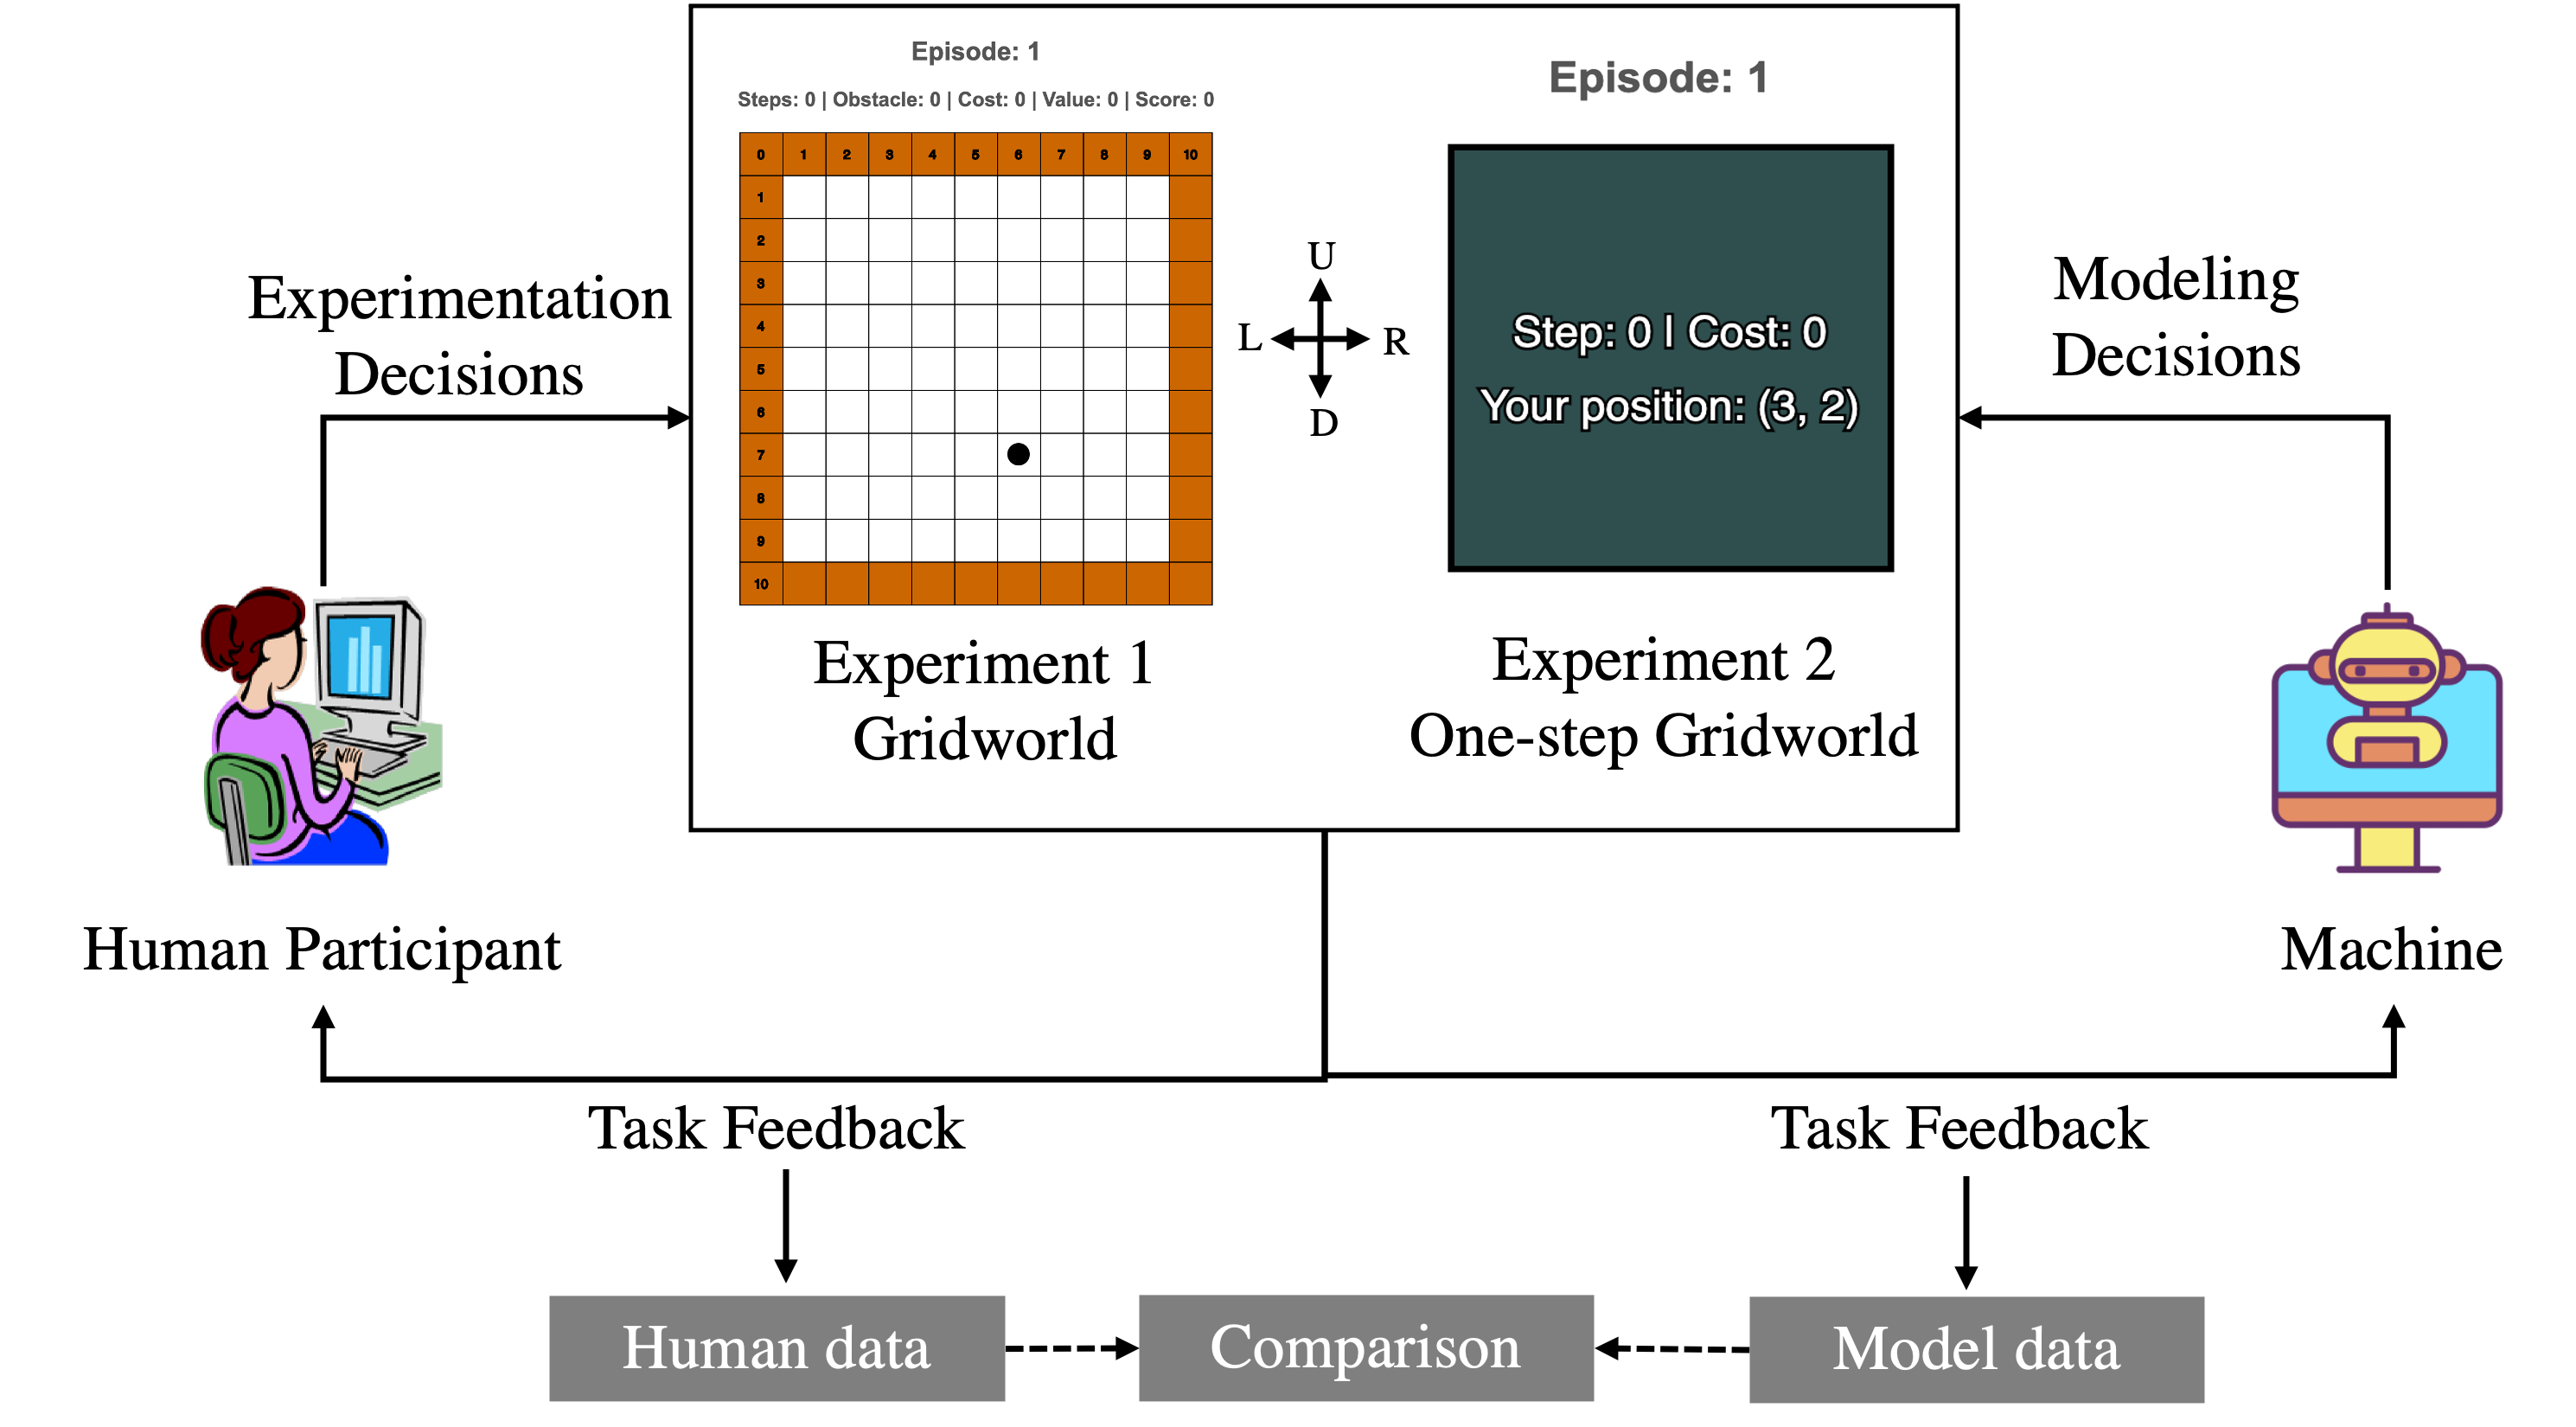 Episode: 1
Steps: 0 | Obstacle: 0 | Cost: 0 | Value: 0 | Score: 0
0 1 2 3 4 5 6 7 8 9 10
1
2
3
4
5
6
7
8
9
10
Experiment 1
Gridworld
U
L R
D
Episode: 1
Step: 0 | Cost: 0
Your position: (3, 2)
Experiment 2
One-step Gridworld
Experimentation
Decisions
Modeling
Decisions
Human Participant
Machine
Task Feedback
Task Feedback
Human data
Comparison
Model data